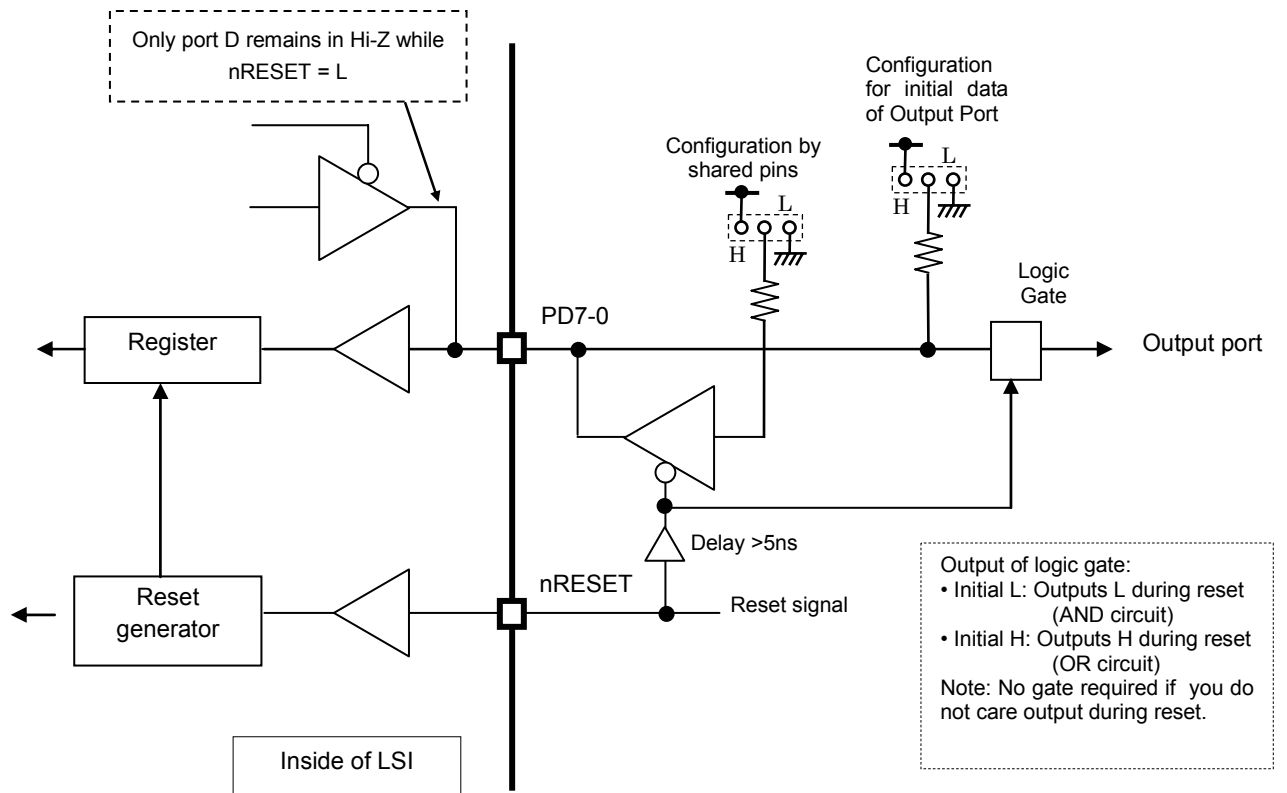 Only port D remains in Hi-Z while
nRESET = L
Configuration
for initial data
of Output Port
L
H
Configuration by
shared pins
L
H
Logic
Gate
PD7-0
Register
Output port
Delay >5ns
nRESET
Reset signal
Reset
generator
Output of logic gate:
• Initial L: Outputs L during reset
(AND circuit)
• Initial H: Outputs H during reset
(OR circuit)
Note: No gate required if you do
not care output during reset.
Inside of LSI